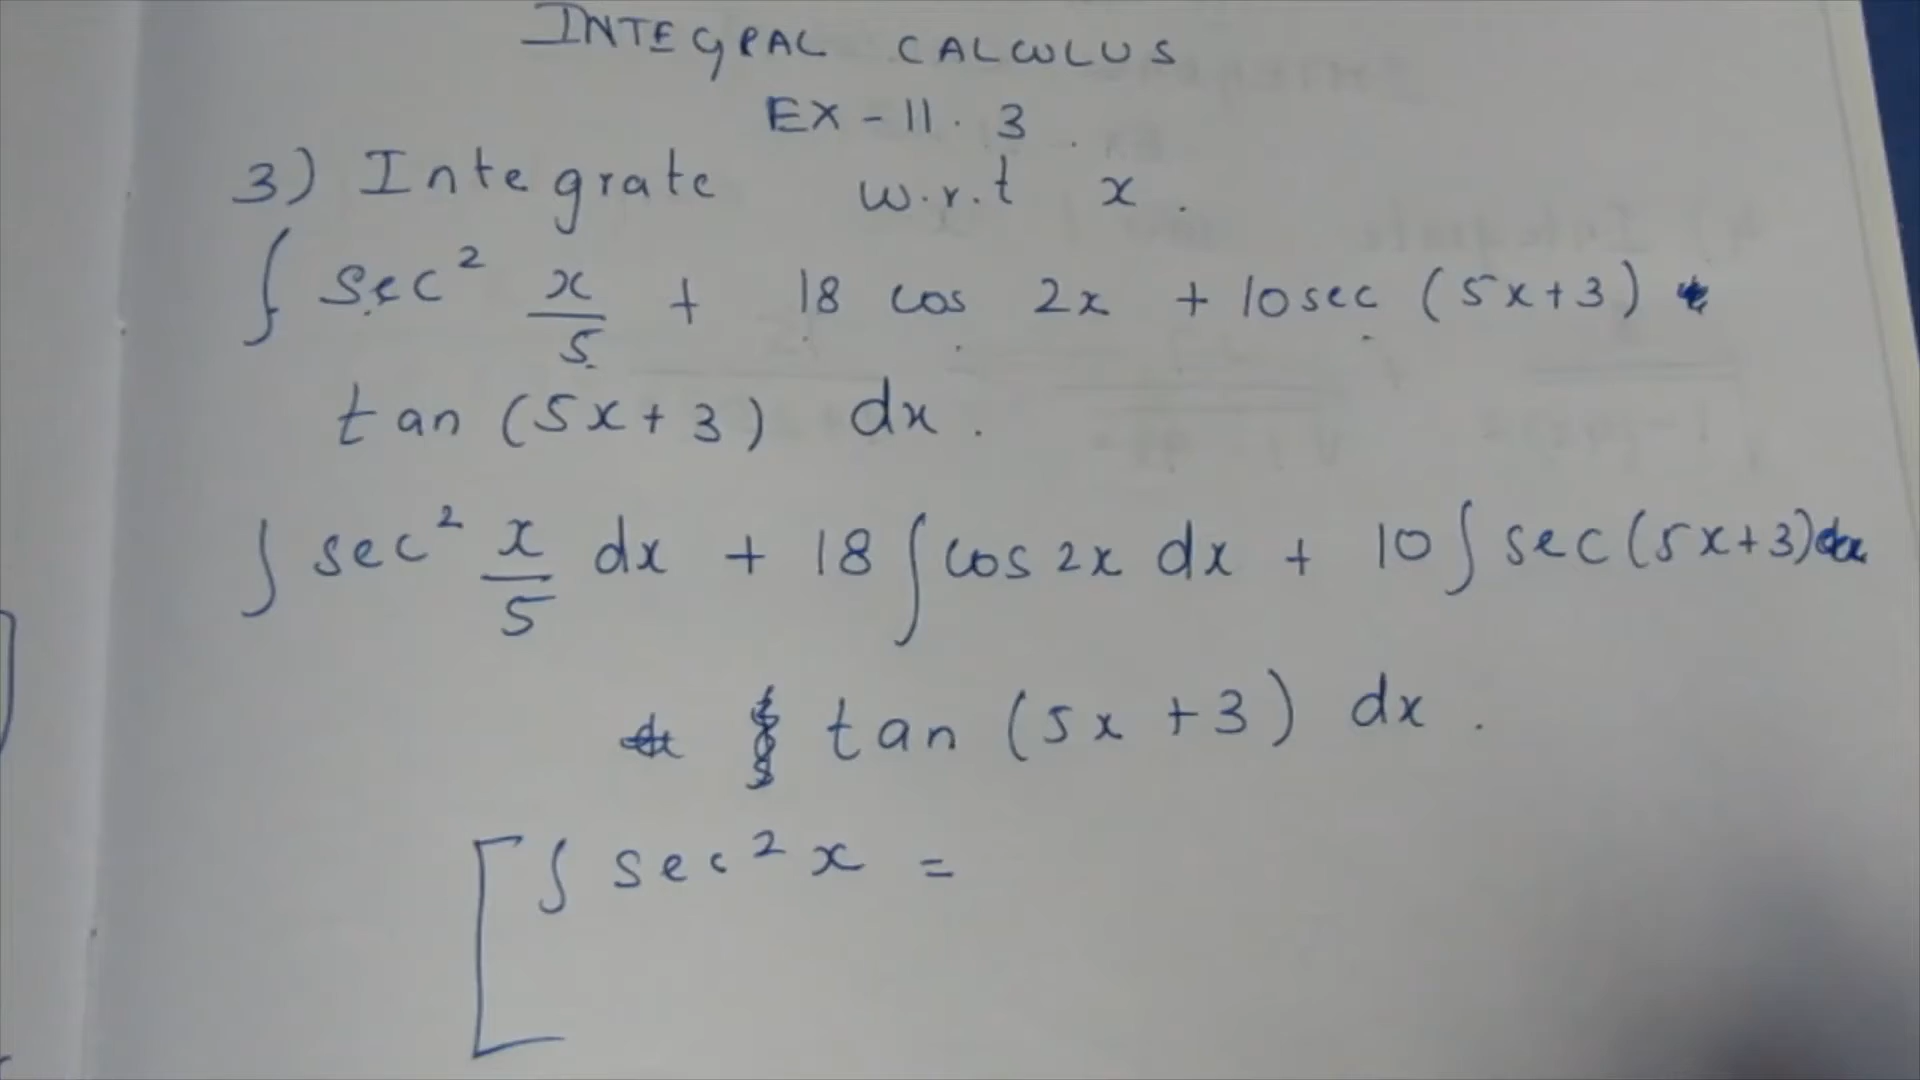 INTEGRAL CALCULUS
EX - 11.3
3) Integrate w.r.t x.
∫ sec² x/5 + 18 cos 2x + 10 sec (5x+3)
tan (5x+3) dx.
∫ sec² x/5 dx + 18 ∫ cos 2x dx + 10 ∫ sec (5x+3)
tan (5x+3) dx.
[ ∫ sec² x =